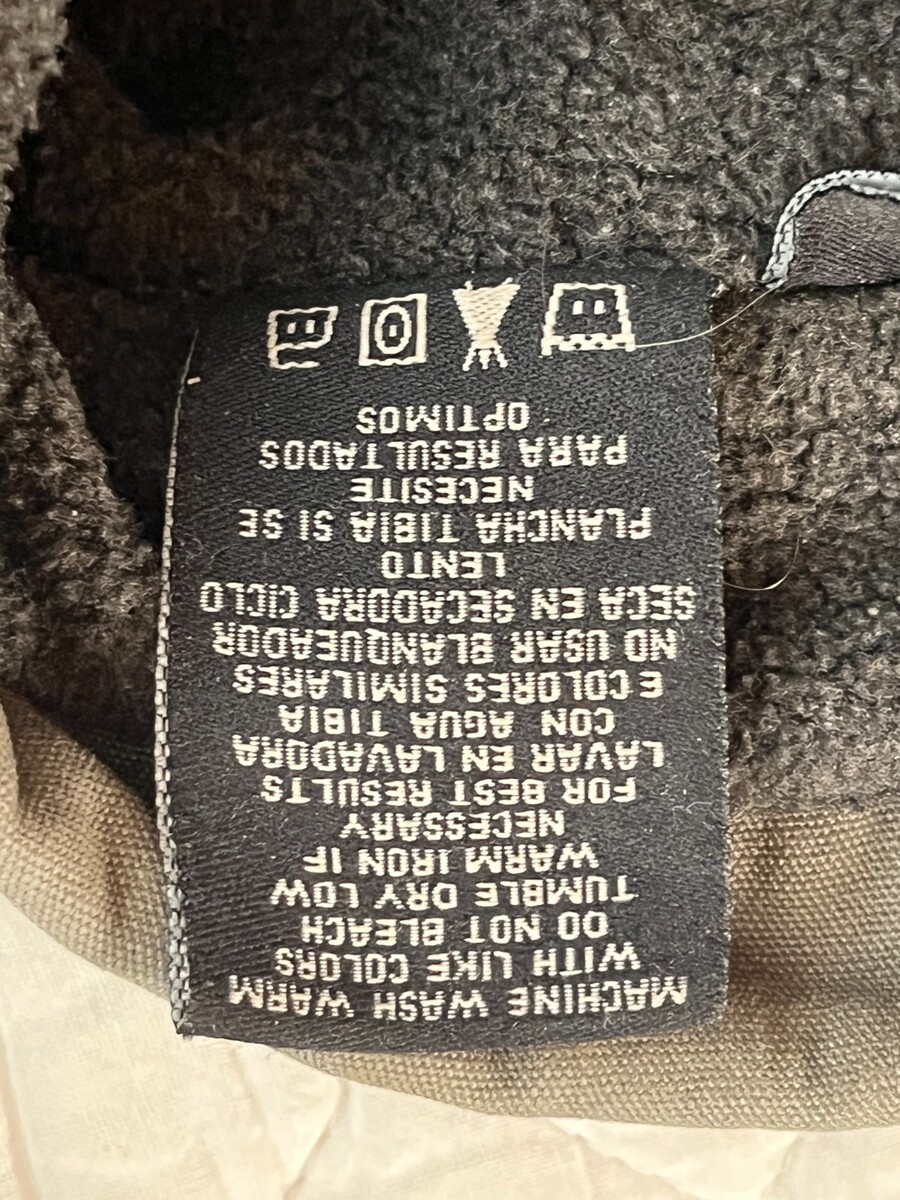 MACHINE WASH WARM
WITH LIKE COLORS
DO NOT BLEACH
TUMBLE DRY LOW
WARM IRON IF
NECESSARY
FOR BEST RESULTS
LAVAR EN LAVADORA
CON AGUA TIBIA
E COLORES SIMILARES
NO USAR BLANQUEADOR
SECA EN SECADORA CICLO
LENTO
PLANCHA TIBIA SI SE
NECESITE
PARA RESULTADOS
OPTIMOS